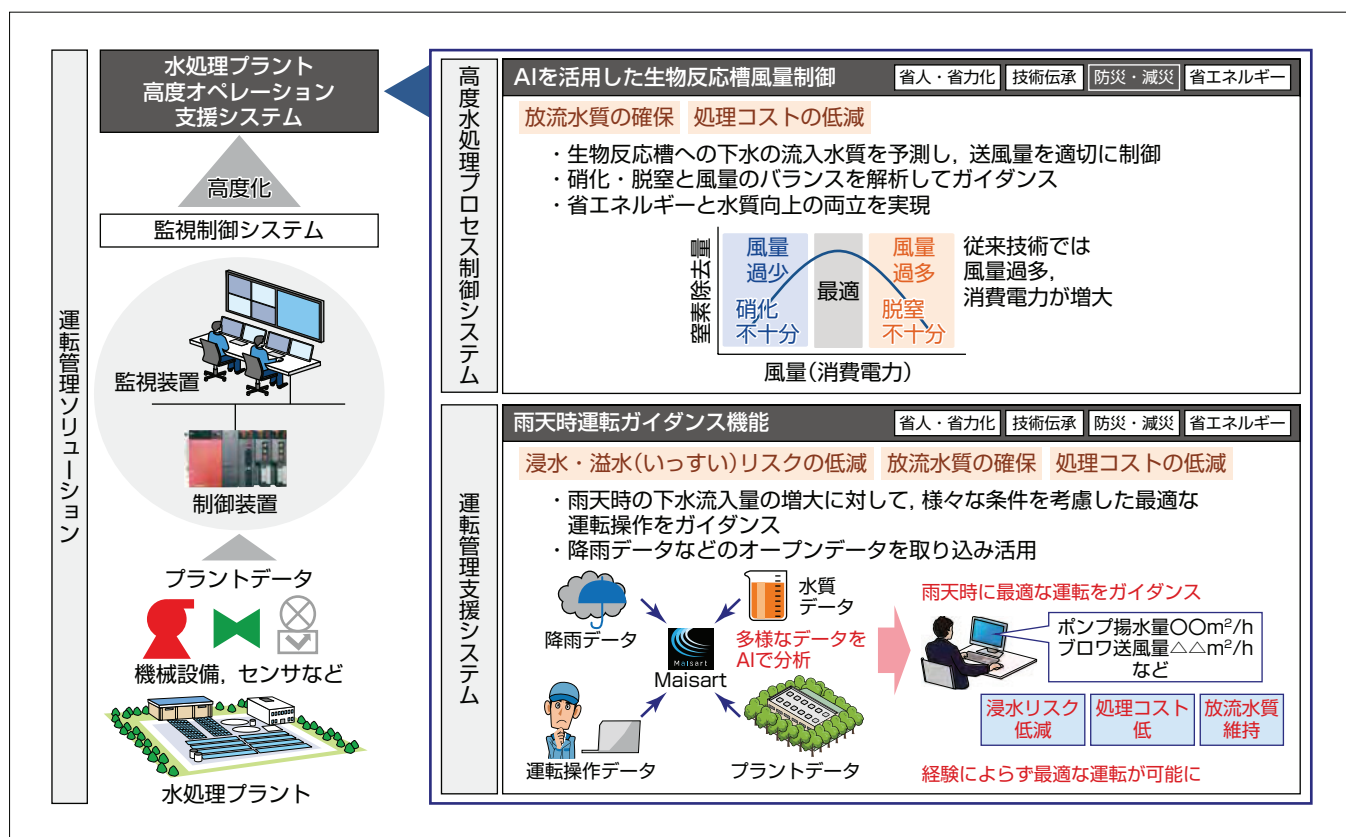 運転管理ソリューション
水処理プラント
高度オペレーション
支援システム
高度化
監視制御システム
監視装置
制御装置
プラントデータ
機械設備，センサなど
水処理プラント
高度水処理プロセス制御システム
AIを活用した生物反応槽風量制御
省人・省力化 技術伝承 防災・減災 省エネルギー
放流水質の確保 処理コストの低減
・生物反応槽への下水の流入水質を予測し，送風量を適切に制御
・硝化・脱窒と風量のバランスを解析してガイダンス
・省エネルギーと水質向上の両立を実現
窒素除去量
風量
過少
硝化
不十分
最適
風量
過多
脱窒
不十分
風量(消費電力)
従来技術では
風量過多，
消費電力が増大
運転管理支援システム
雨天時運転ガイダンス機能
省人・省力化 技術伝承 防災・減災 省エネルギー
浸水・溢水(いっすい)リスクの低減 放流水質の確保 処理コストの低減
・雨天時の下水流入量の増大に対して，様々な条件を考慮した最適な
運転操作をガイダンス
・降雨データなどのオープンデータを取り込み活用
降雨データ
水質
データ
Maisart
Maisart
多様なデータを
AIで分析
運転操作データ
プラントデータ
雨天時に最適な運転をガイダンス
ポンプ揚水量〇〇m²/h
ブロワ送風量△△m²/h
など
浸水リスク
低減
処理コスト
低
放流水質
維持
経験によらず最適な運転が可能に